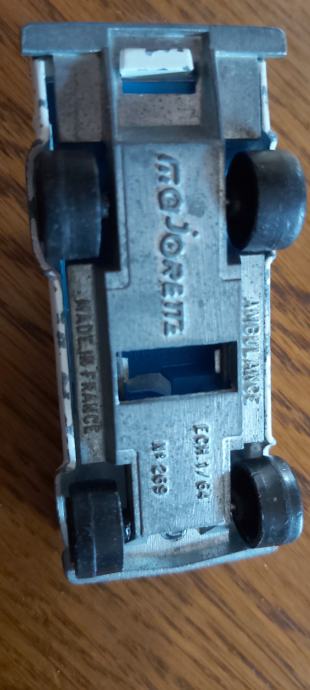 majorette
MADE IN FRANCE
AMBULANCE
ECH.1/64
Nº 269